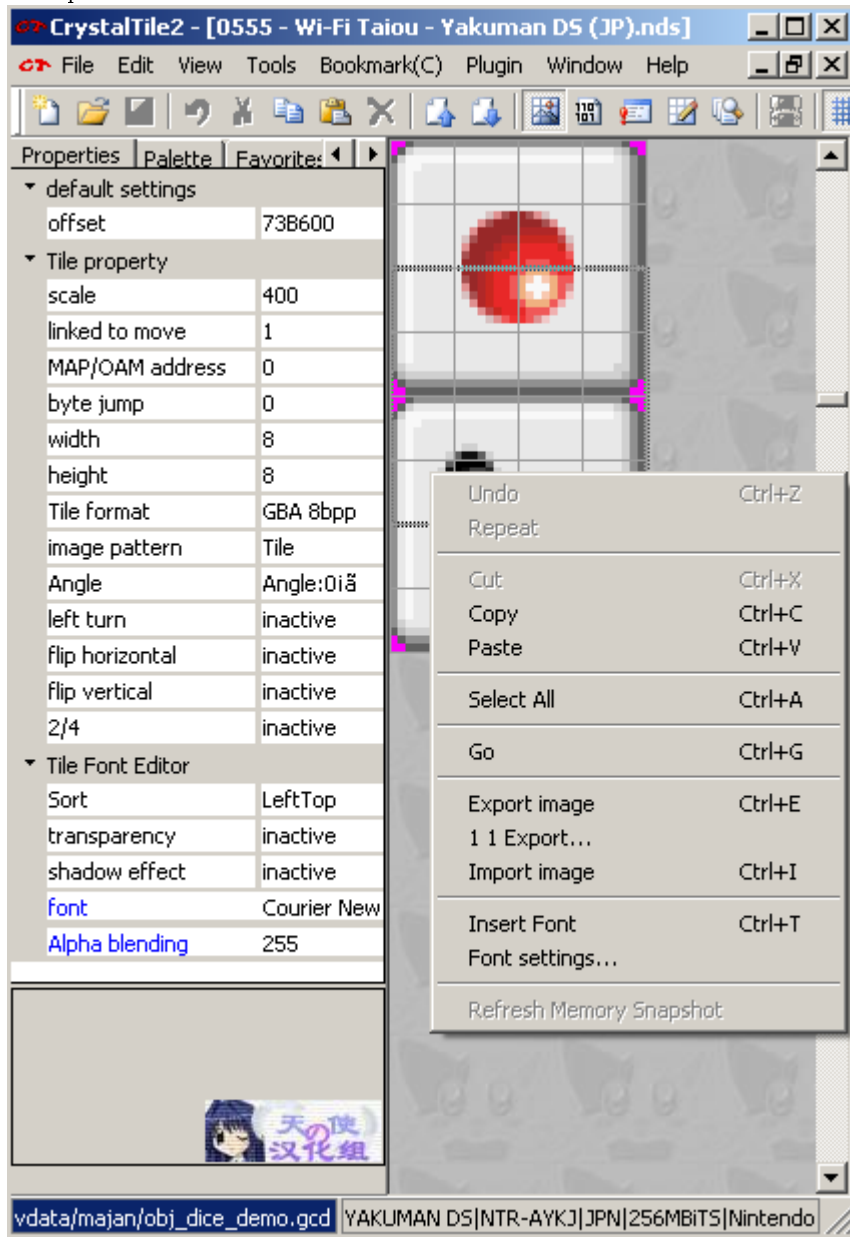 CrystalTile2 - [0555 - Wi-Fi Taiou - Yakuman DS (JP).nds]
File Edit View Tools Bookmark(C) Plugin Window Help
Properties Palette Favorites
default settings
offset 73B600
Tile property
scale 400
linked to move 1
MAP/OAM address 0
byte jump 0
width 8
height 8
Tile format GBA 8bpp
image pattern Tile
Angle Angle:0iã
left turn inactive
flip horizontal inactive
flip vertical inactive
2/4 inactive
Tile Font Editor
Sort LeftTop
transparency inactive
shadow effect inactive
font Courier New
Alpha blending 255
Undo Ctrl+Z
Repeat
Cut Ctrl+X
Copy Ctrl+C
Paste Ctrl+V
Select All Ctrl+A
Go Ctrl+G
Export image Ctrl+E
1 1 Export...
Import image Ctrl+I
Insert Font Ctrl+T
Font settings...
Refresh Memory Snapshot
天使の
汉化组
vdata/majan/obj_dice_demo.gcd YAKUMAN DS|NTR-AYKJ|JPN|256MBiTS|Nintendo